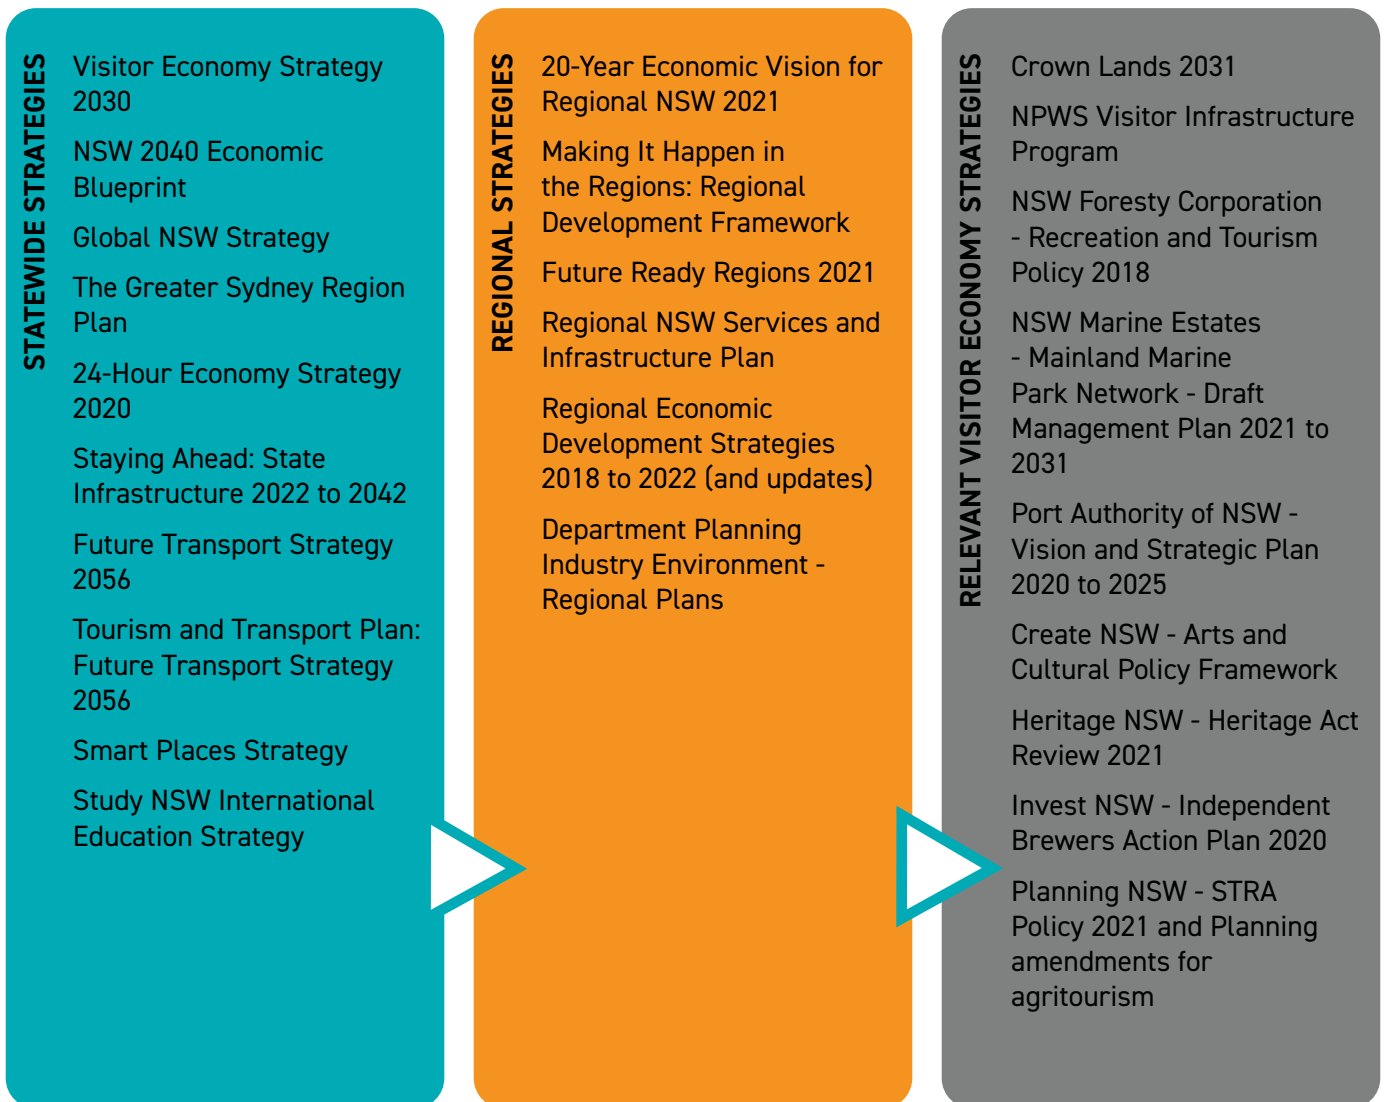 STATEWIDE STRATEGIES
Visitor Economy Strategy
2030
NSW 2040 Economic
Blueprint
Global NSW Strategy
The Greater Sydney Region
Plan
24-Hour Economy Strategy
2020
Staying Ahead: State
Infrastructure 2022 to 2042
Future Transport Strategy
2056
Tourism and Transport Plan:
Future Transport Strategy
2056
Smart Places Strategy
Study NSW International
Education Strategy
REGIONAL STRATEGIES
20-Year Economic Vision for
Regional NSW 2021
Making It Happen in
the Regions: Regional
Development Framework
Future Ready Regions 2021
Regional NSW Services and
Infrastructure Plan
Regional Economic
Development Strategies
2018 to 2022 (and updates)
Department Planning
Industry Environment -
Regional Plans
RELEVANT VISITOR ECONOMY STRATEGIES
Crown Lands 2031
NPWS Visitor Infrastructure
Program
NSW Foresty Corporation
- Recreation and Tourism
Policy 2018
NSW Marine Estates
- Mainland Marine
Park Network - Draft
Management Plan 2021 to
2031
Port Authority of NSW -
Vision and Strategic Plan
2020 to 2025
Create NSW - Arts and
Cultural Policy Framework
Heritage NSW - Heritage Act
Review 2021
Invest NSW - Independent
Brewers Action Plan 2020
Planning NSW - STRA
Policy 2021 and Planning
amendments for
agritourism